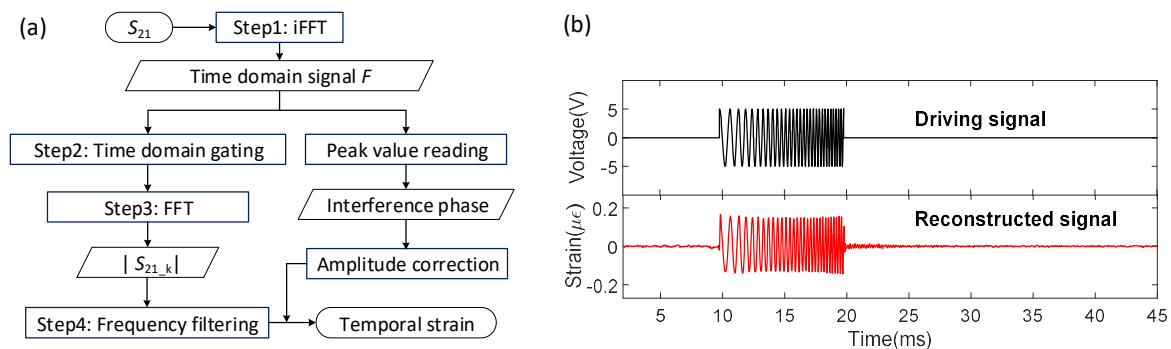 (a)
S21
Step1: iFFT
Time domain signal F
Step2: Time domain gating
Peak value reading
Step3: FFT
Interference phase
| S21_k|
Amplitude correction
Step4: Frequency filtering
Temporal strain
(b)
Voltage(V)
5
0
-5
Driving signal
Strain(με)
0.2
0
-0.2
Reconstructed signal
5 10 15 20 25 30 35 40 45
Time(ms)